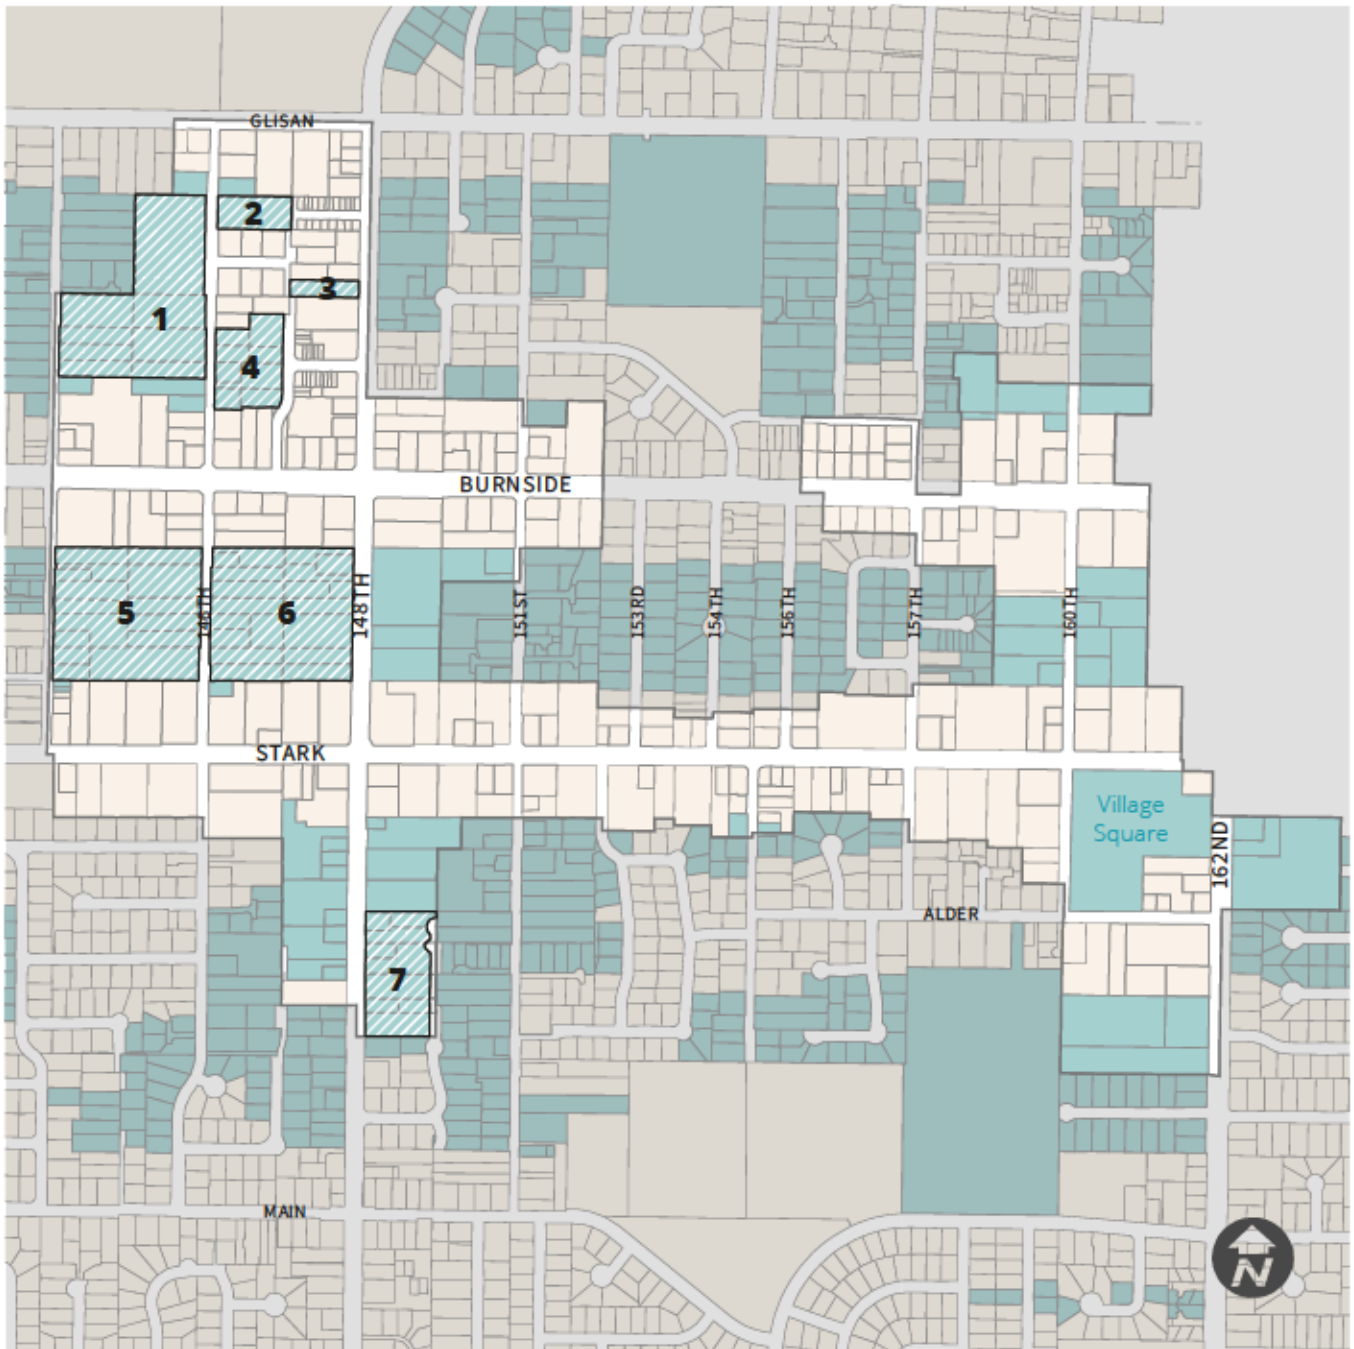 GLISAN
2
3
1
4
BURNSIDE
5
146TH
6
148TH
151ST
153RD
154TH
156TH
157TH
160TH
STARK
Village
Square
162ND
ALDER
7
MAIN
N